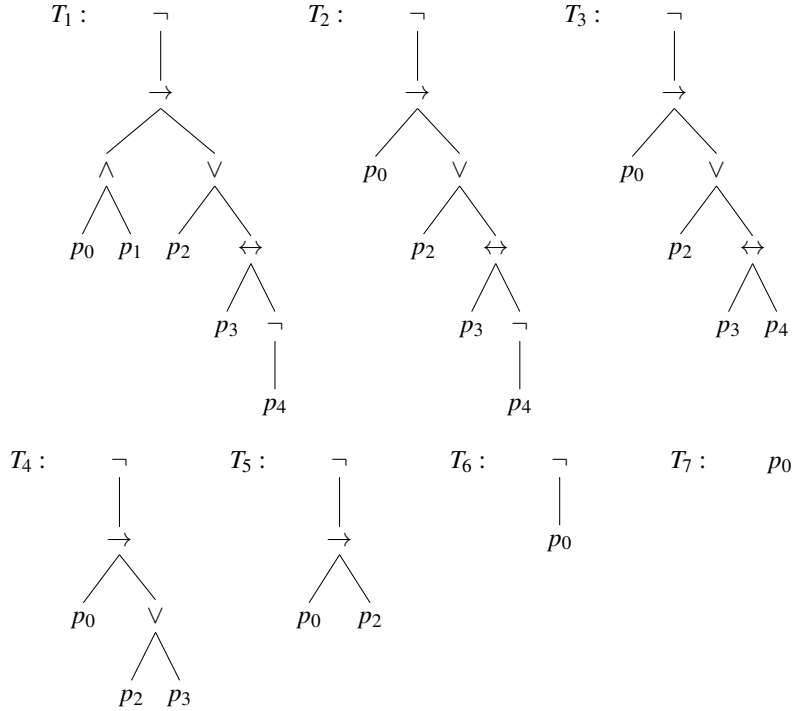 T₁ : ¬ T₂ : ¬ T₃ : ¬
→ → →
∧ ∨ p₀ ∨ p₀ ∨
p₀ p₁ p₂ ↔ p₂ ↔ p₂ ↔
p₃ ¬ p₃ ¬ p₃ p₄
p₄ p₄
T₄ : ¬ T₅ : ¬ T₆ : ¬ T₇ : p₀
→ → p₀
p₀ ∨ p₀ p₂
p₂ p₃